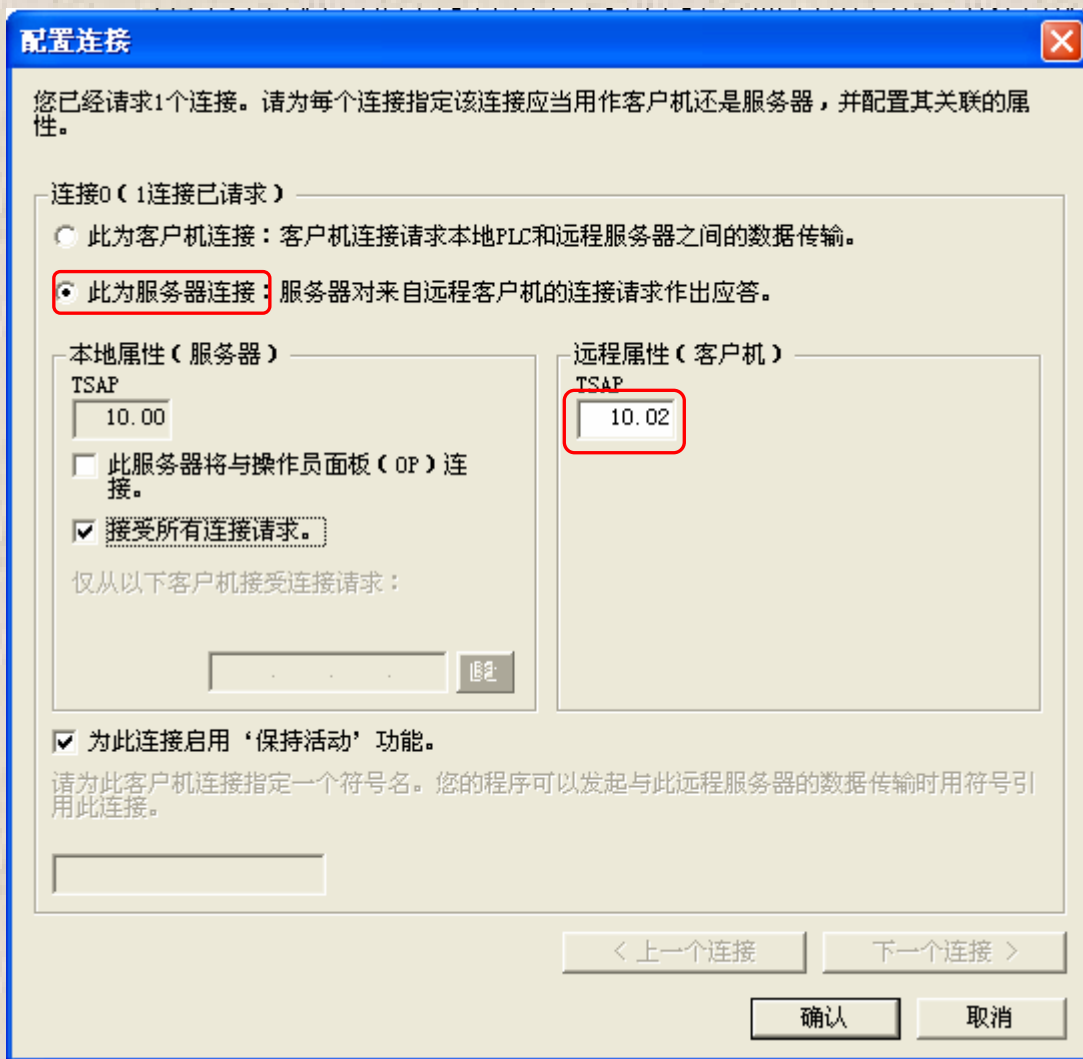 配置连接
您已经请求1个连接。请为每个连接指定该连接应当用作客户机还是服务器，并配置其关联的属
性。
连接0（1连接已请求）
此为客户机连接：客户机连接请求本地PLC和远程服务器之间的数据传输。
此为服务器连接：服务器对来自远程客户机的连接请求作出应答。
本地属性（服务器）
TSAP
10.00
此服务器将与操作员面板（OP）连
接。
接受所有连接请求。
仅从以下客户机接受连接请求：
. . .
远程属性（客户机）
TSAP
10.02
为此连接启用‘保持活动’功能。
请为此客户机连接指定一个符号名。您的程序可以发起与此远程服务器的数据传输时用符号引
用此连接。
< 上一个连接
下一个连接 >
确认
取消